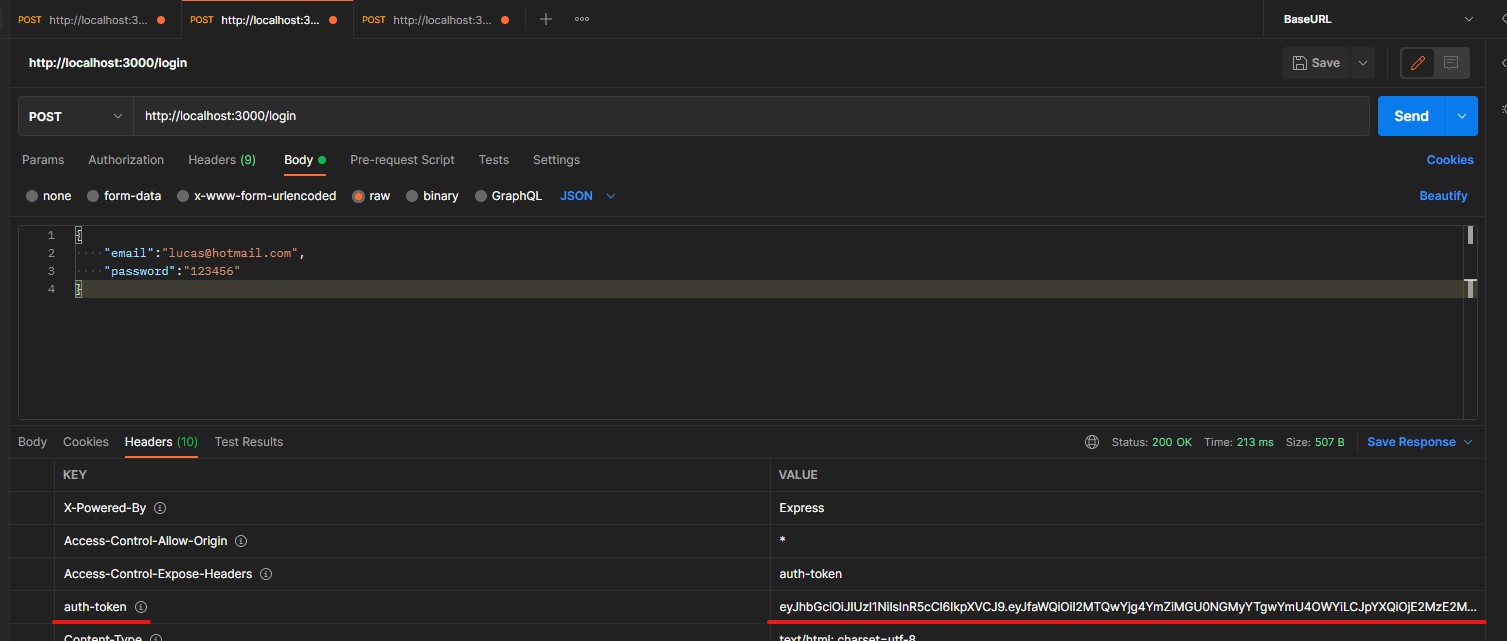 POST http://localhost:3... POST http://localhost:3... POST http://localhost:3... BaseURL
http://localhost:3000/login Save
POST http://localhost:3000/login Send
Params Authorization Headers (9) Body Pre-request Script Tests Settings Cookies
none form-data x-www-form-urlencoded raw binary GraphQL JSON Beautify
1 {
2 "email":"lucas@hotmail.com",
3 "password":"123456"
4 }
Body Cookies Headers (10) Test Results Status: 200 OK Time: 213 ms Size: 507 B Save Response
KEY VALUE
X-Powered-By Express
Access-Control-Allow-Origin *
Access-Control-Expose-Headers auth-token
auth-token eyJhbGciOiJIUzI1NiIsInR5cCI6IkpXVCJ9.eyJfaWQiOiI2MTQwYjg4YmZiMGU0NGMyYTgwYmU4OWYiLCJpYXQiOjE2MzE2M...
Content-Type text/html; charset=utf-8